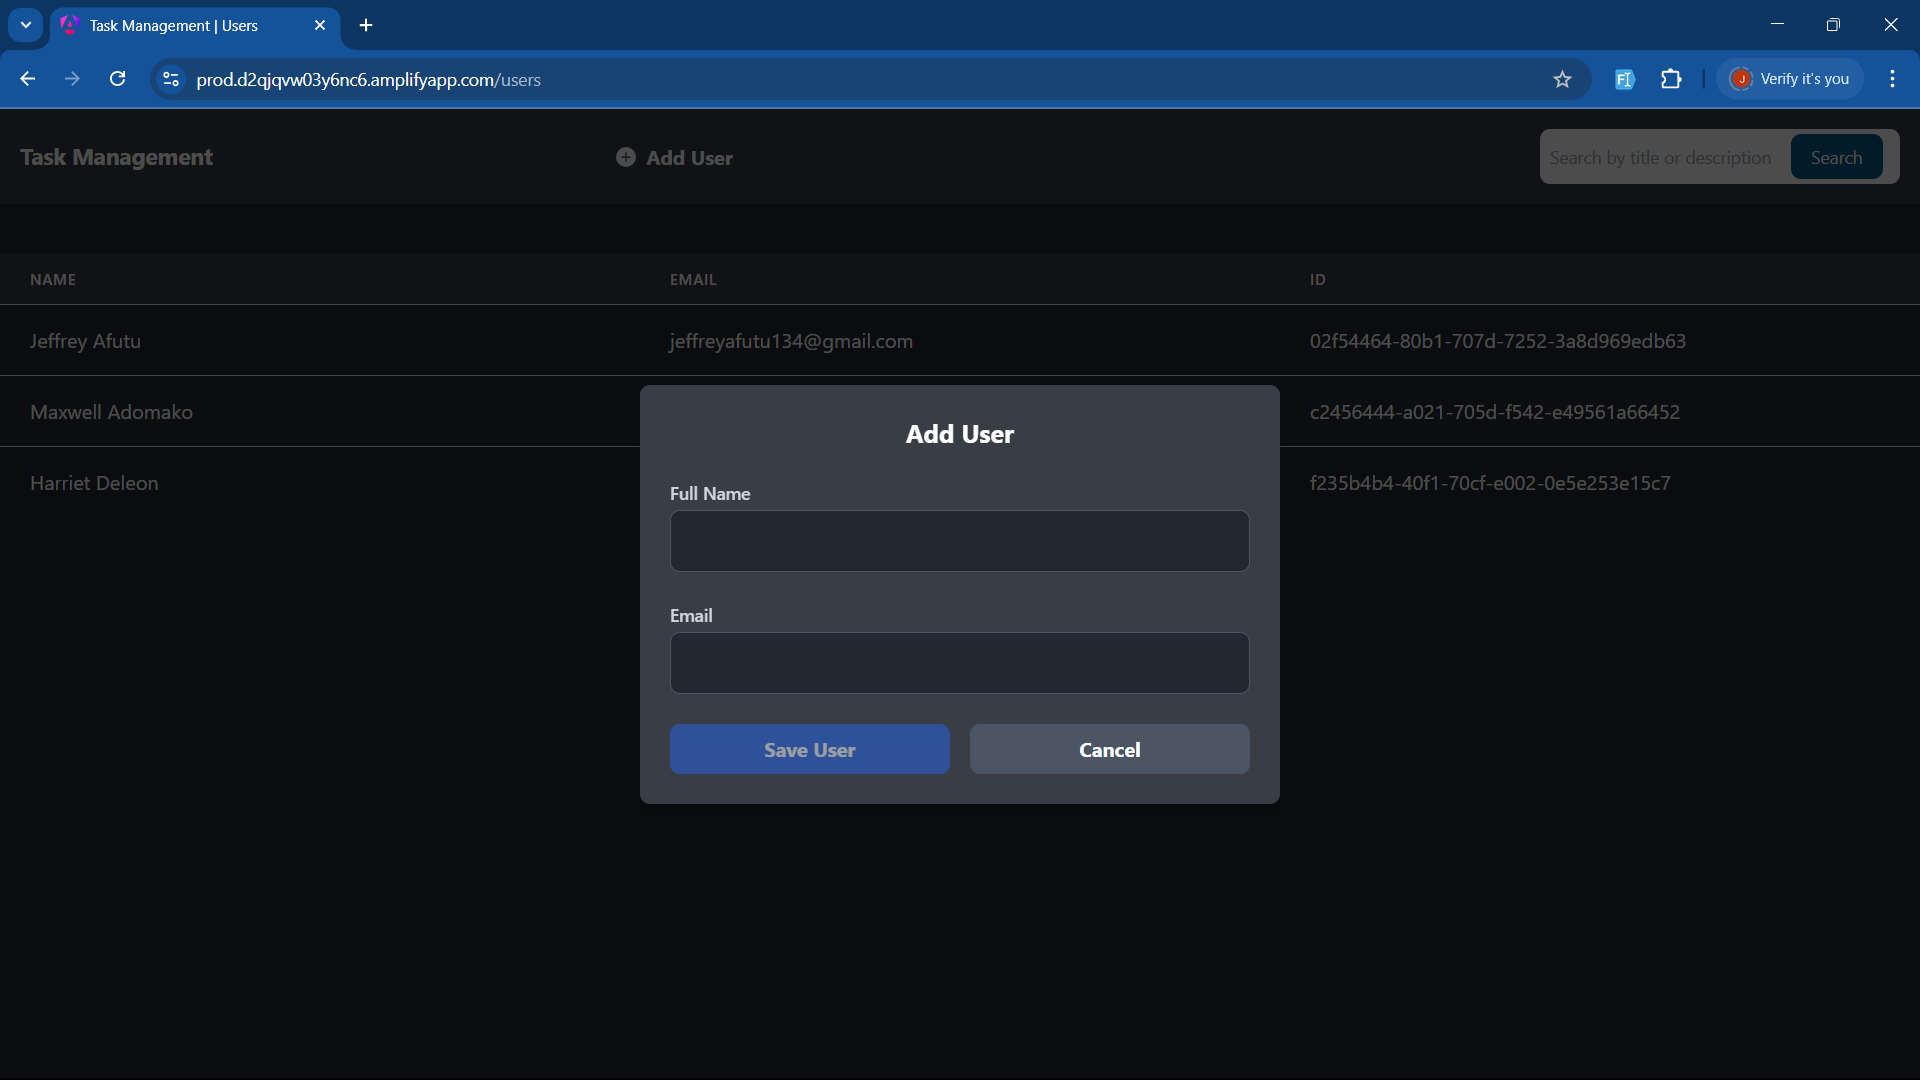 Task Management | Users
prod.d2qjqvw03y6nc6.amplifyapp.com/users
FI
J
Verify it's you
Task Management
Add User
Search by title or description
Search
NAME EMAIL ID
Jeffrey Afutu jeffreyafutu134@gmail.com 02f54464-80b1-707d-7252-3a8d969edb63
Maxwell Adomako c2456444-a021-705d-f542-e49561a66452
Harriet Deleon f235b4b4-40f1-70cf-e002-0e5e253e15c7
Add User
Full Name
Email
Save User Cancel